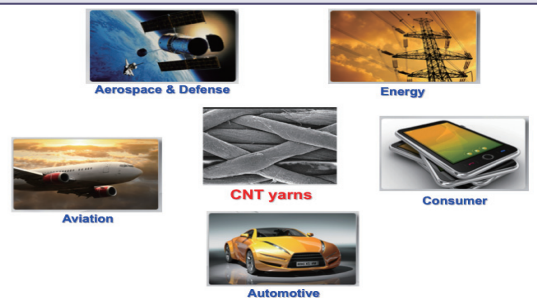 Aerospace & Defense
Energy
CNT yarns
Aviation
Consumer
Automotive